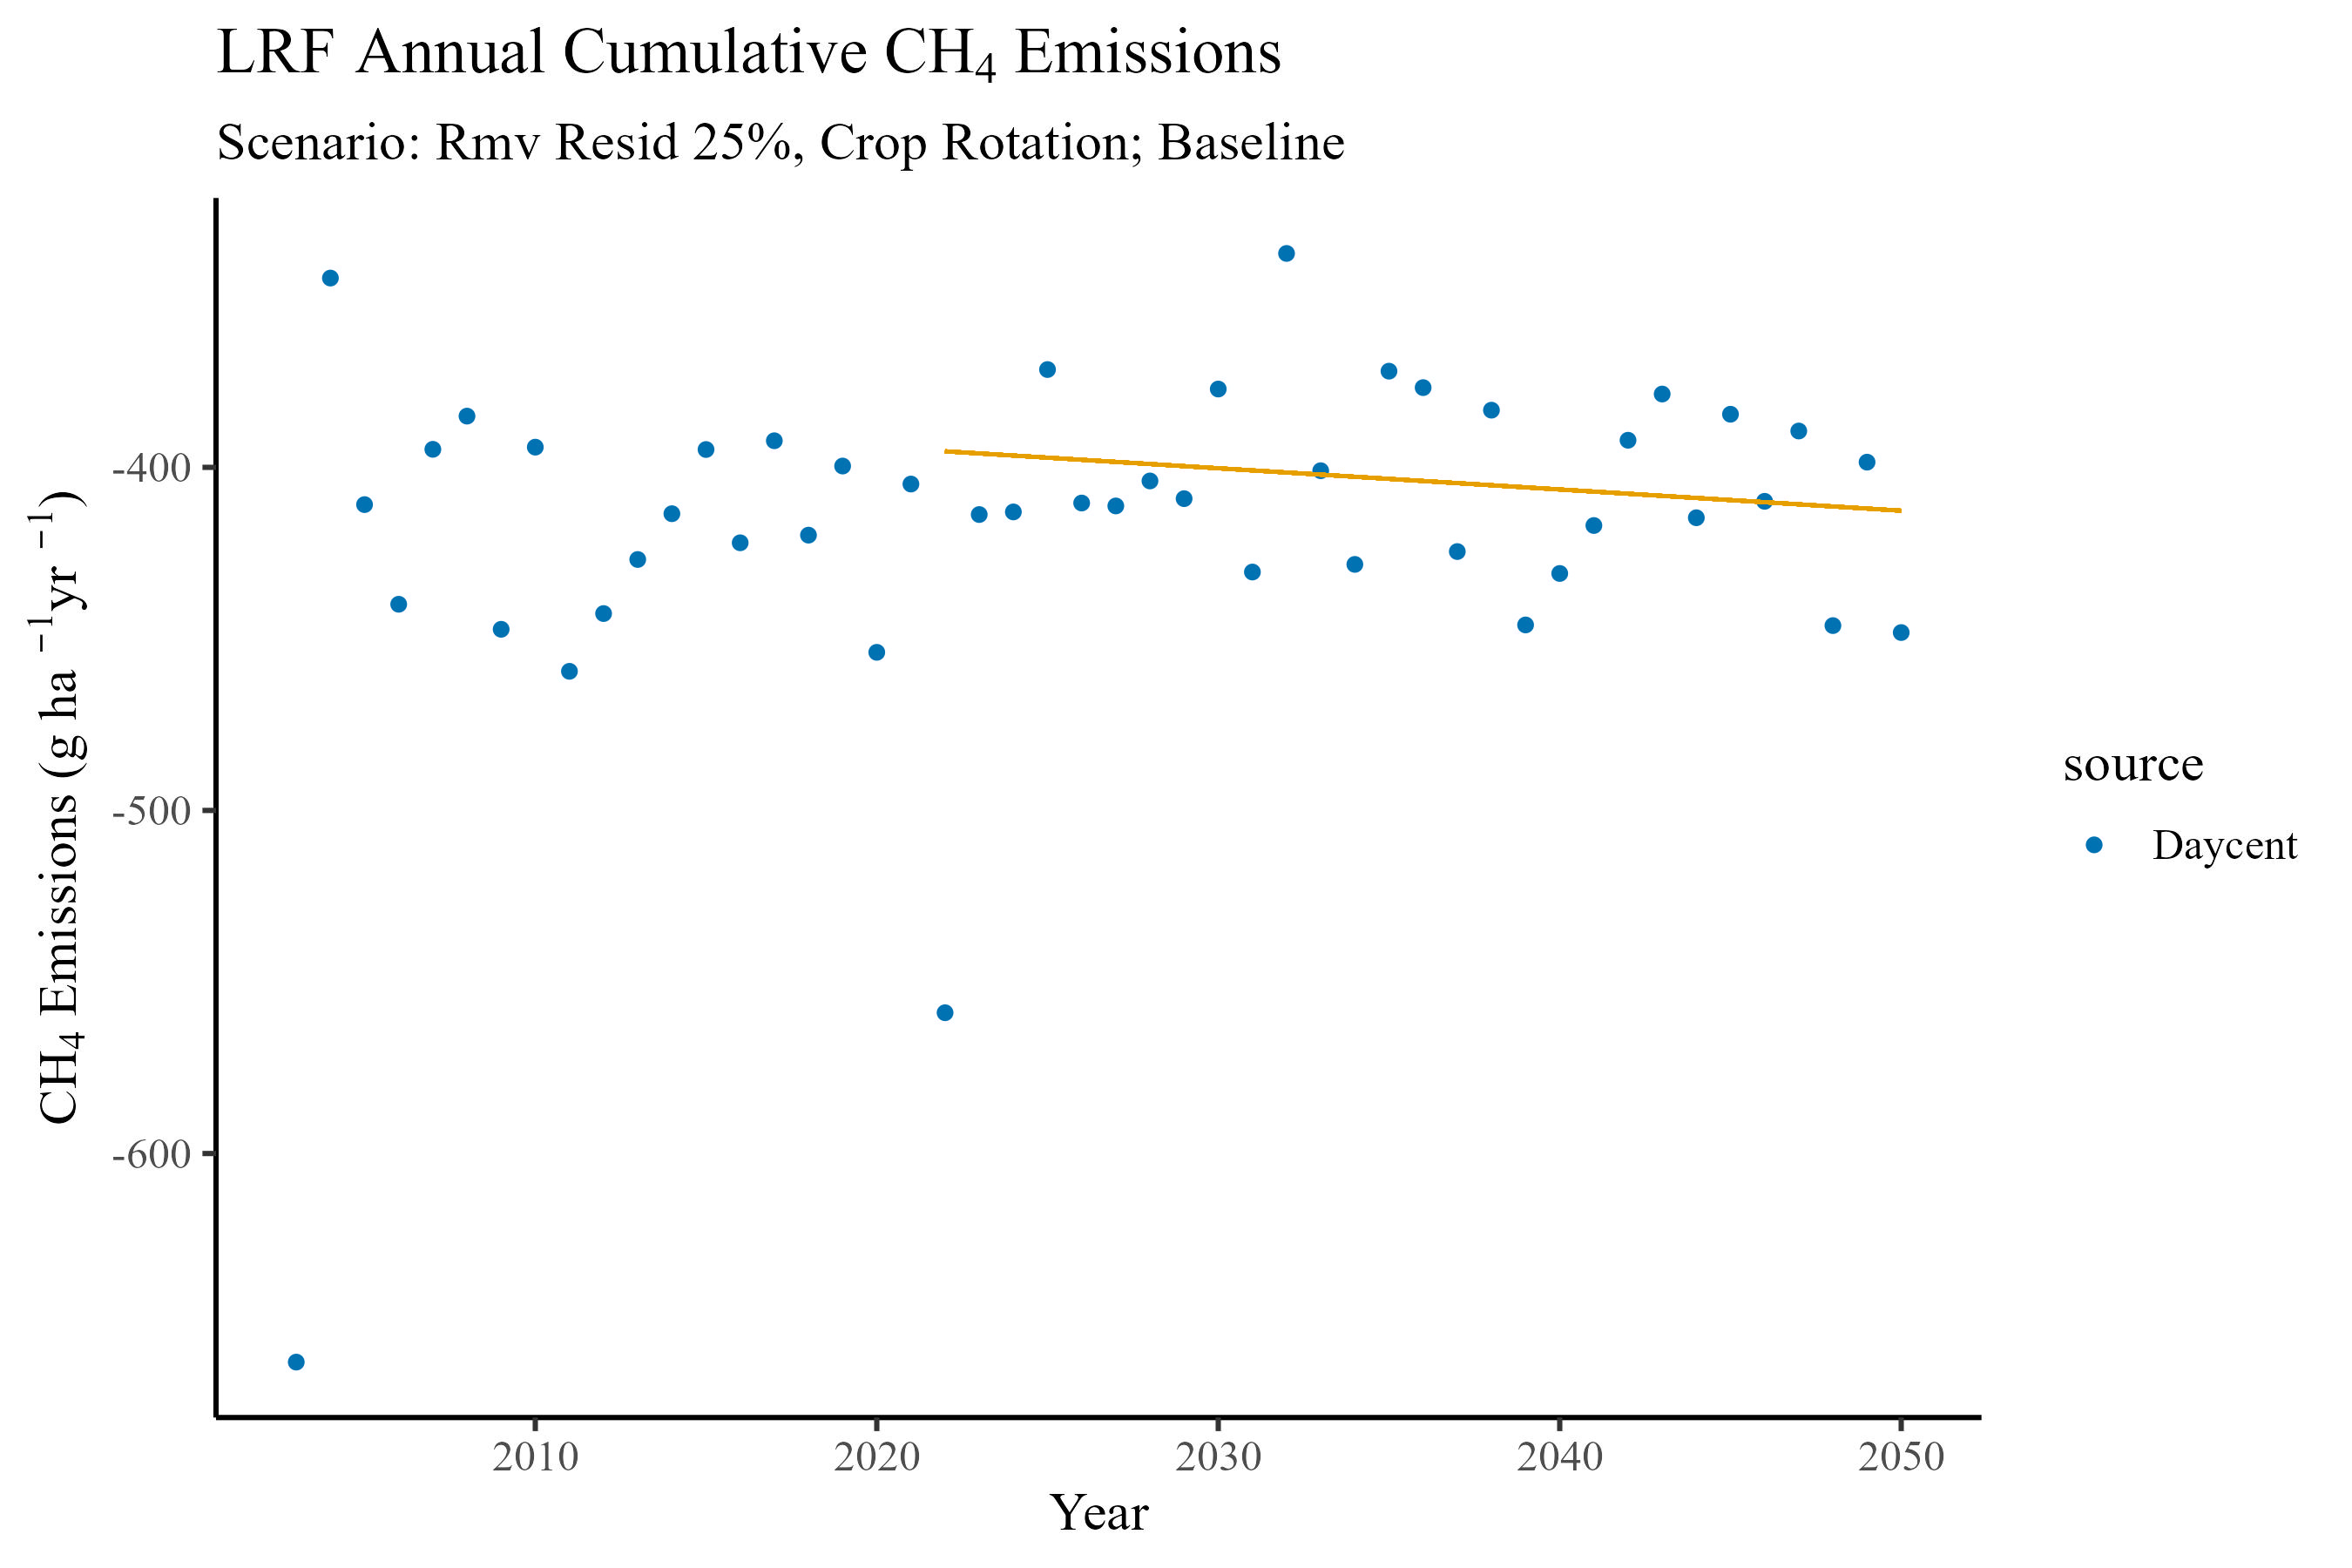 LRF Annual Cumulative CH₄ Emissions
Scenario: Rmv Resid 25%, Crop Rotation; Baseline
CH₄ Emissions (g ha ⁻¹yr ⁻¹)
-400
-500
-600
2010 2020 2030 2040 2050
Year
source
Daycent